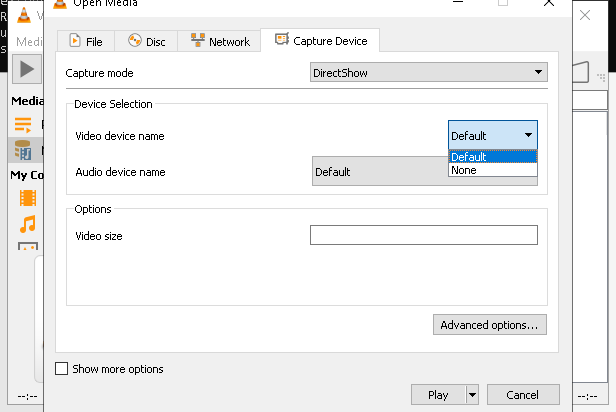 Open Media
Medi
File
Disc
Network
Capture Device
Capture mode
DirectShow
Media
Device Selection
Video device name
Default
Default
None
Audio device name
Default
My Co
Options
Video size
Advanced options...
Show more options
Play
Cancel
--:--
--:--